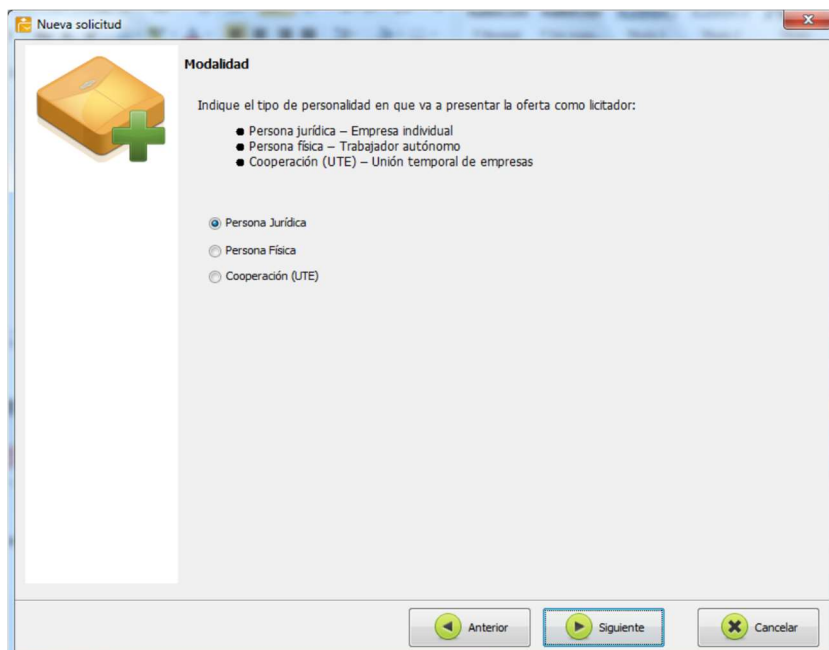 Nueva solicitud
Modalidad
Indique el tipo de personalidad en que va a presentar la oferta como licitador:
● Persona jurídica – Empresa individual
● Persona física – Trabajador autónomo
● Cooperación (UTE) – Unión temporal de empresas
Persona Jurídica
Persona Física
Cooperación (UTE)
Anterior
Siguiente
Cancelar